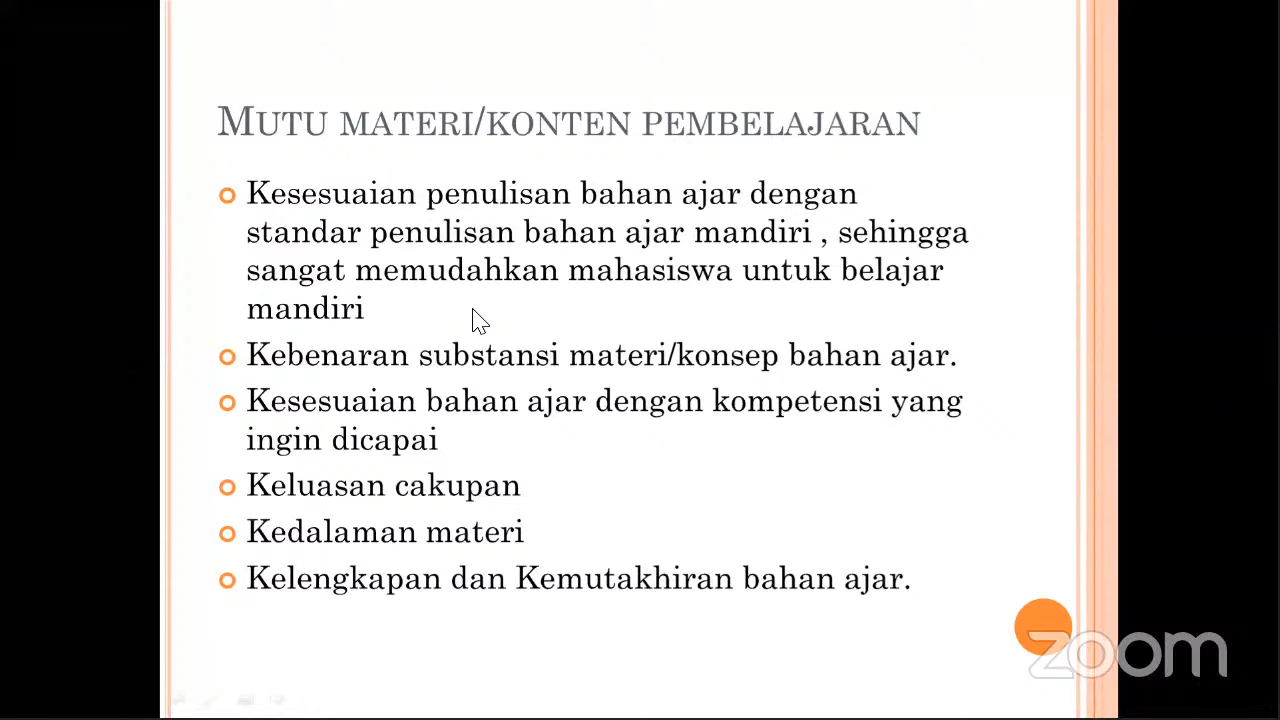 MUTU MATERI/KONTEN PEMBELAJARAN
Kesesuaian penulisan bahan ajar dengan
standar penulisan bahan ajar mandiri , sehingga
sangat memudahkan mahasiswa untuk belajar
mandiri
Kebenaran substansi materi/konsep bahan ajar.
Kesesuaian bahan ajar dengan kompetensi yang
ingin dicapai
Keluasan cakupan
Kedalaman materi
Kelengkapan dan Kemutakhiran bahan ajar.
zoom